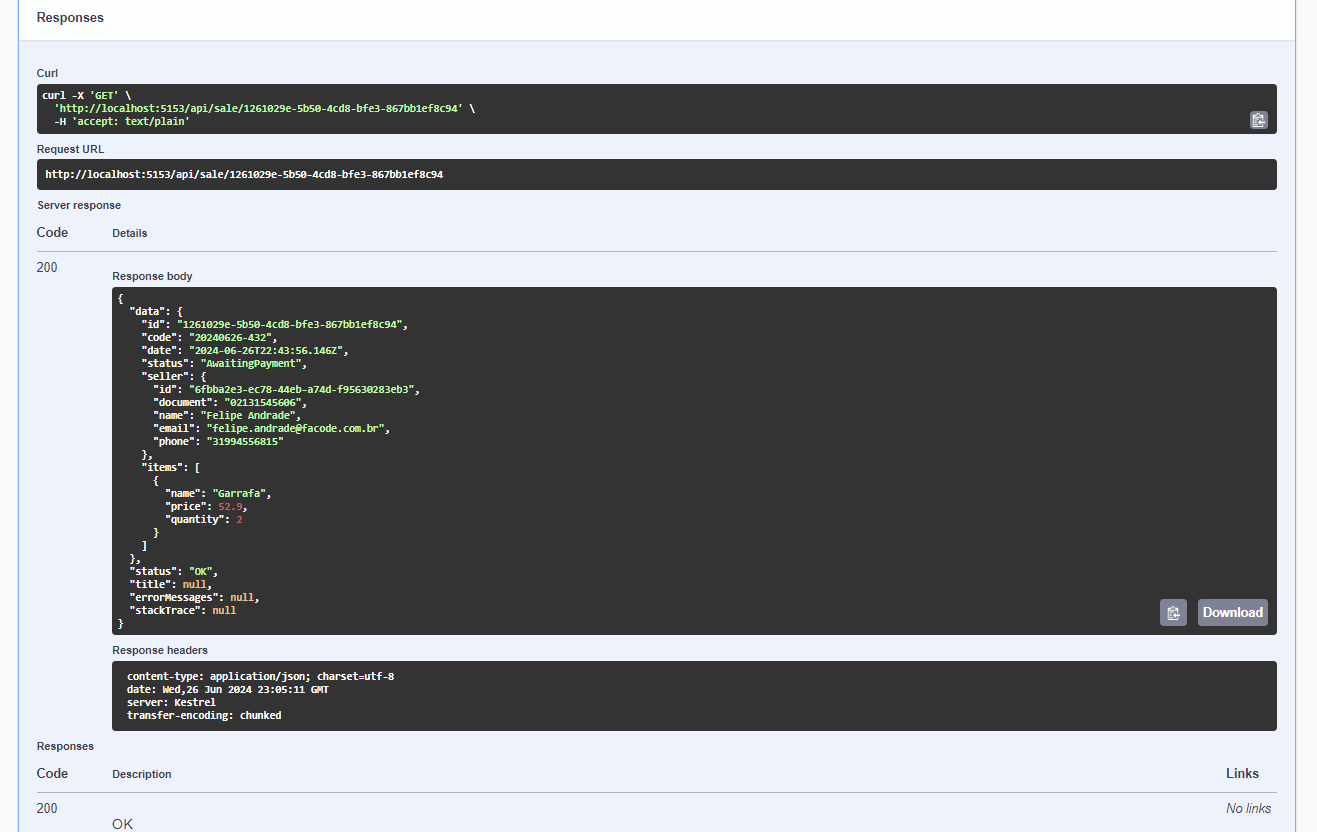 Responses
Curl
curl -X 'GET' \
  'http://localhost:5153/api/sale/1261029e-5b50-4cd8-bfe3-867bb1ef8c94' \
  -H 'accept: text/plain'
Request URL
http://localhost:5153/api/sale/1261029e-5b50-4cd8-bfe3-867bb1ef8c94
Server response
Code Details
200
Response body
{
  "data": {
    "id": "1261029e-5b50-4cd8-bfe3-867bb1ef8c94",
    "code": "20240626-432",
    "date": "2024-06-26T22:43:56.146Z",
    "status": "AwaitingPayment",
    "seller": {
      "id": "6fbba2e3-ec78-44eb-a74d-f95630283eb3",
      "document": "02131545606",
      "name": "Felipe Andrade",
      "email": "felipe.andrade@facode.com.br",
      "phone": "31994556815"
    },
    "items": [
      {
        "name": "Garrafa",
        "price": 52.9,
        "quantity": 2
      }
    ]
  },
  "status": "OK",
  "title": null,
  "errorMessages": null,
  "stackTrace": null
}
Download
Response headers
content-type: application/json; charset=utf-8
date: Wed,26 Jun 2024 23:05:11 GMT
server: Kestrel
transfer-encoding: chunked
Responses
Code Description Links
200 No links
OK